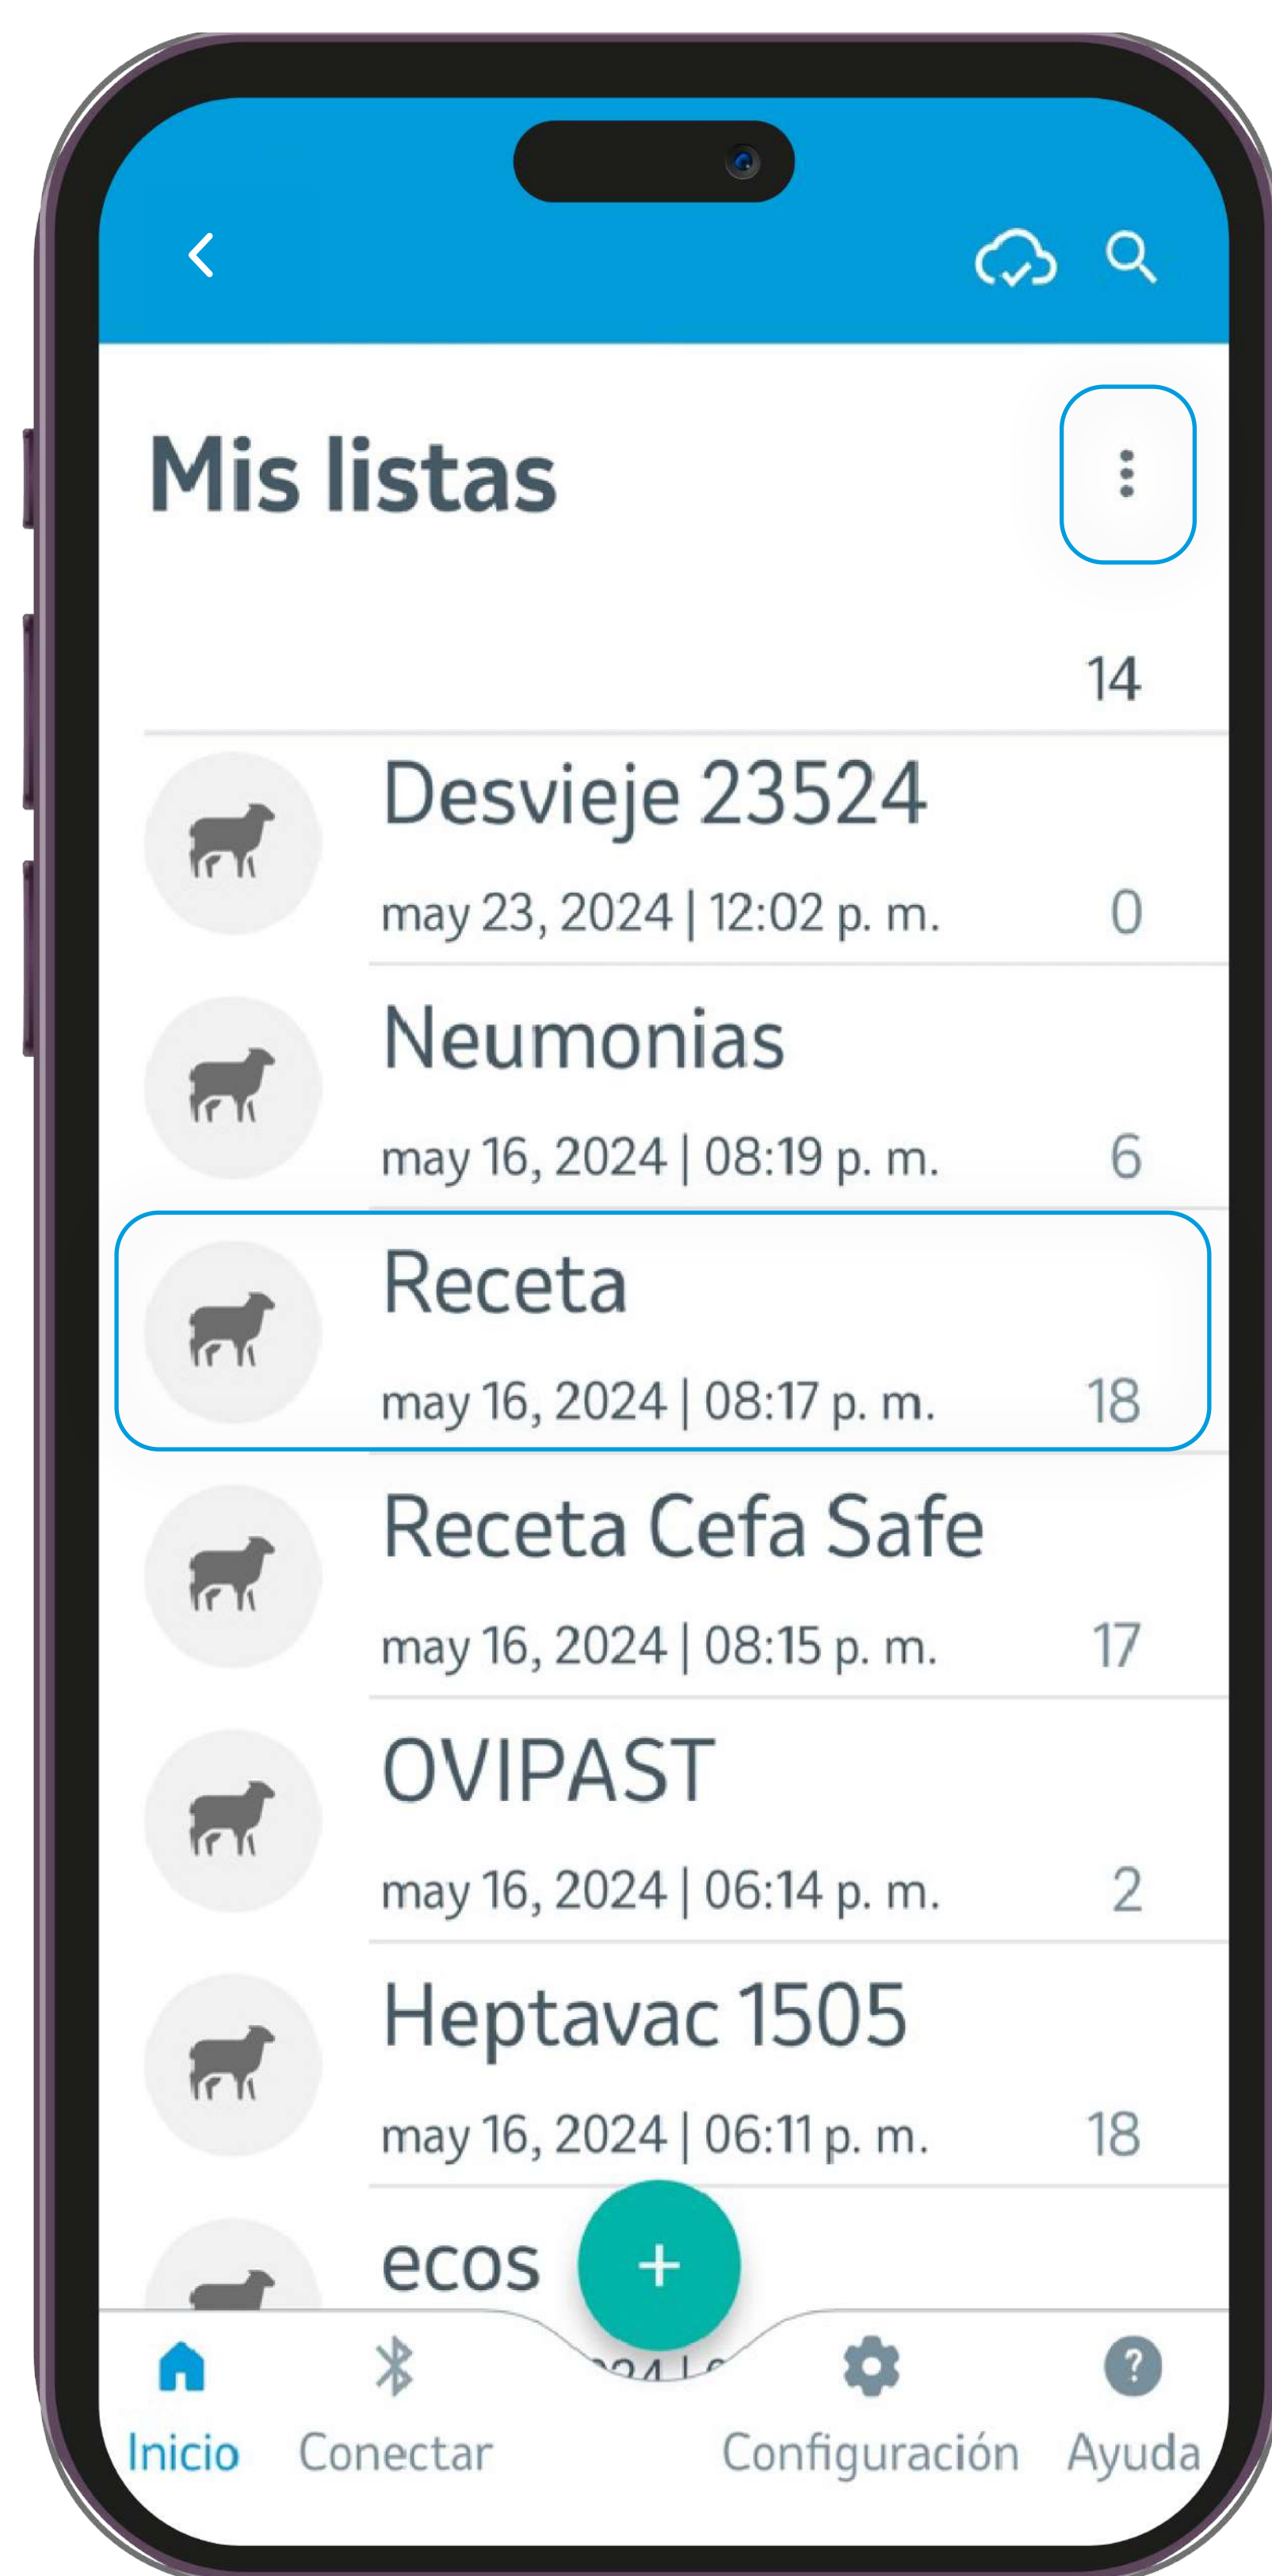 Mis listas
14
Desvieje 23524
may 23, 2024 | 12:02 p. m. 0
Neumonias
may 16, 2024 | 08:19 p. m. 6
Receta
may 16, 2024 | 08:17 p. m. 18
Receta Cefa Safe
may 16, 2024 | 08:15 p. m. 17
OVIPAST
may 16, 2024 | 06:14 p. m. 2
Heptavac 1505
may 16, 2024 | 06:11 p. m. 18
ecos
+
Inicio Conectar Configuración Ayuda